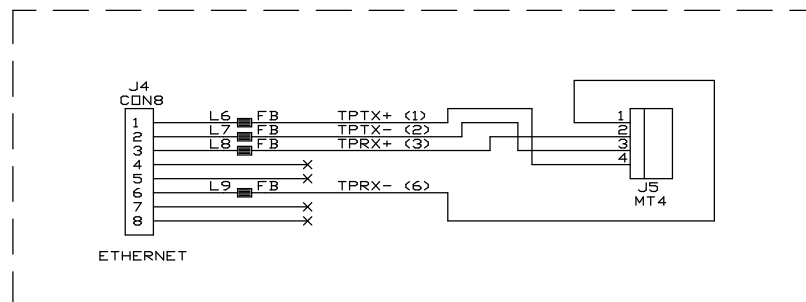 J4
CON8
1 L6 FB TPTX+ (1) 1
2 L7 FB TPTX- (2) 2
3 L8 FB TPRX+ (3) 3
4 4
5
6 L9 FB TPRX- (6)
7
8
J5
MT4
ETHERNET